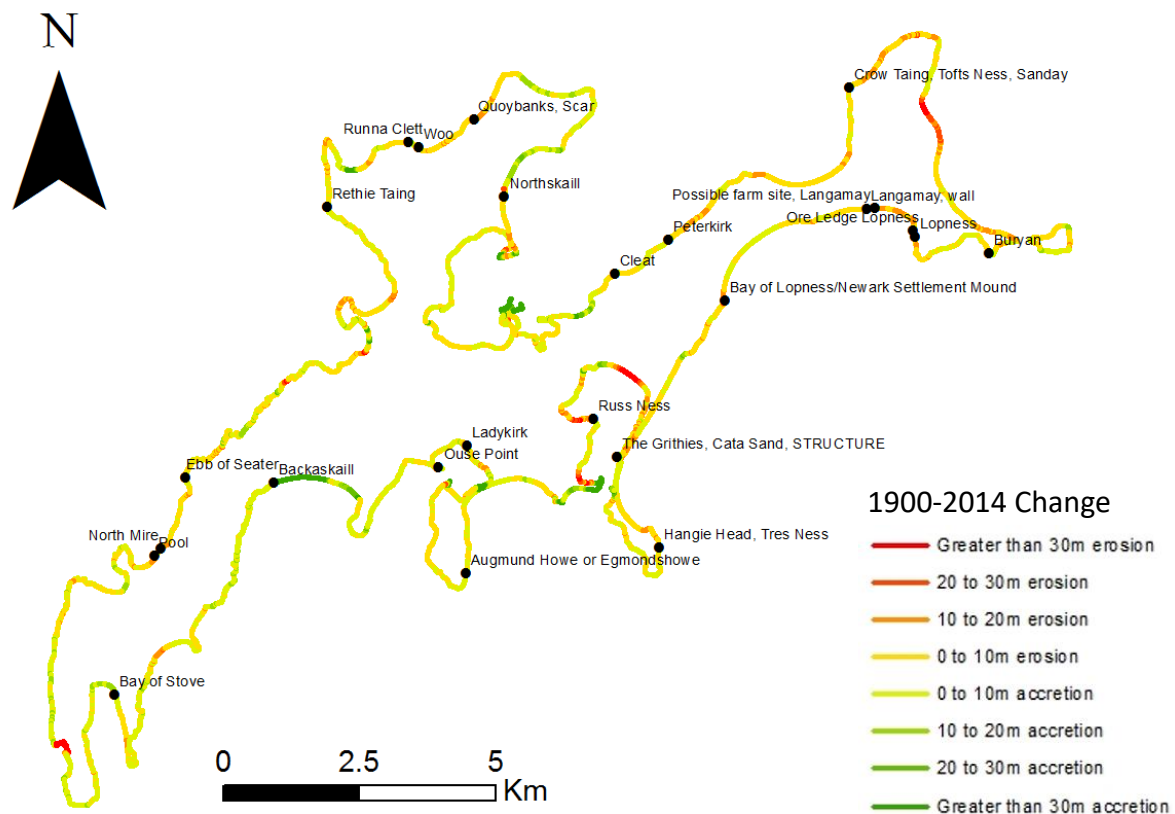 N
Crow Taing, Tofts Ness, Sanday
Quoybanks, Scar
Runna Clett
Woo
Northskaill
Rethie Taing
Possible farm site, Langamay
Langamay, wall
Ore Ledge Lopness
Lopness
Peterkirk
Buryan
Cleat
Bay of Lopness/Newark Settlement Mound
Russ Ness
Ladykirk
The Grithies, Cata Sand, STRUCTURE
Ouse Point
Ebb of Seater
Backaskaill
North Mire
Pool
Hangie Head, Tres Ness
Augmund Howe or Egmondshowe
Bay of Stove
0 2.5 5
Km
1900-2014 Change
Greater than 30m erosion
20 to 30m erosion
10 to 20m erosion
0 to 10m erosion
0 to 10m accretion
10 to 20m accretion
20 to 30m accretion
Greater than 30m accretion